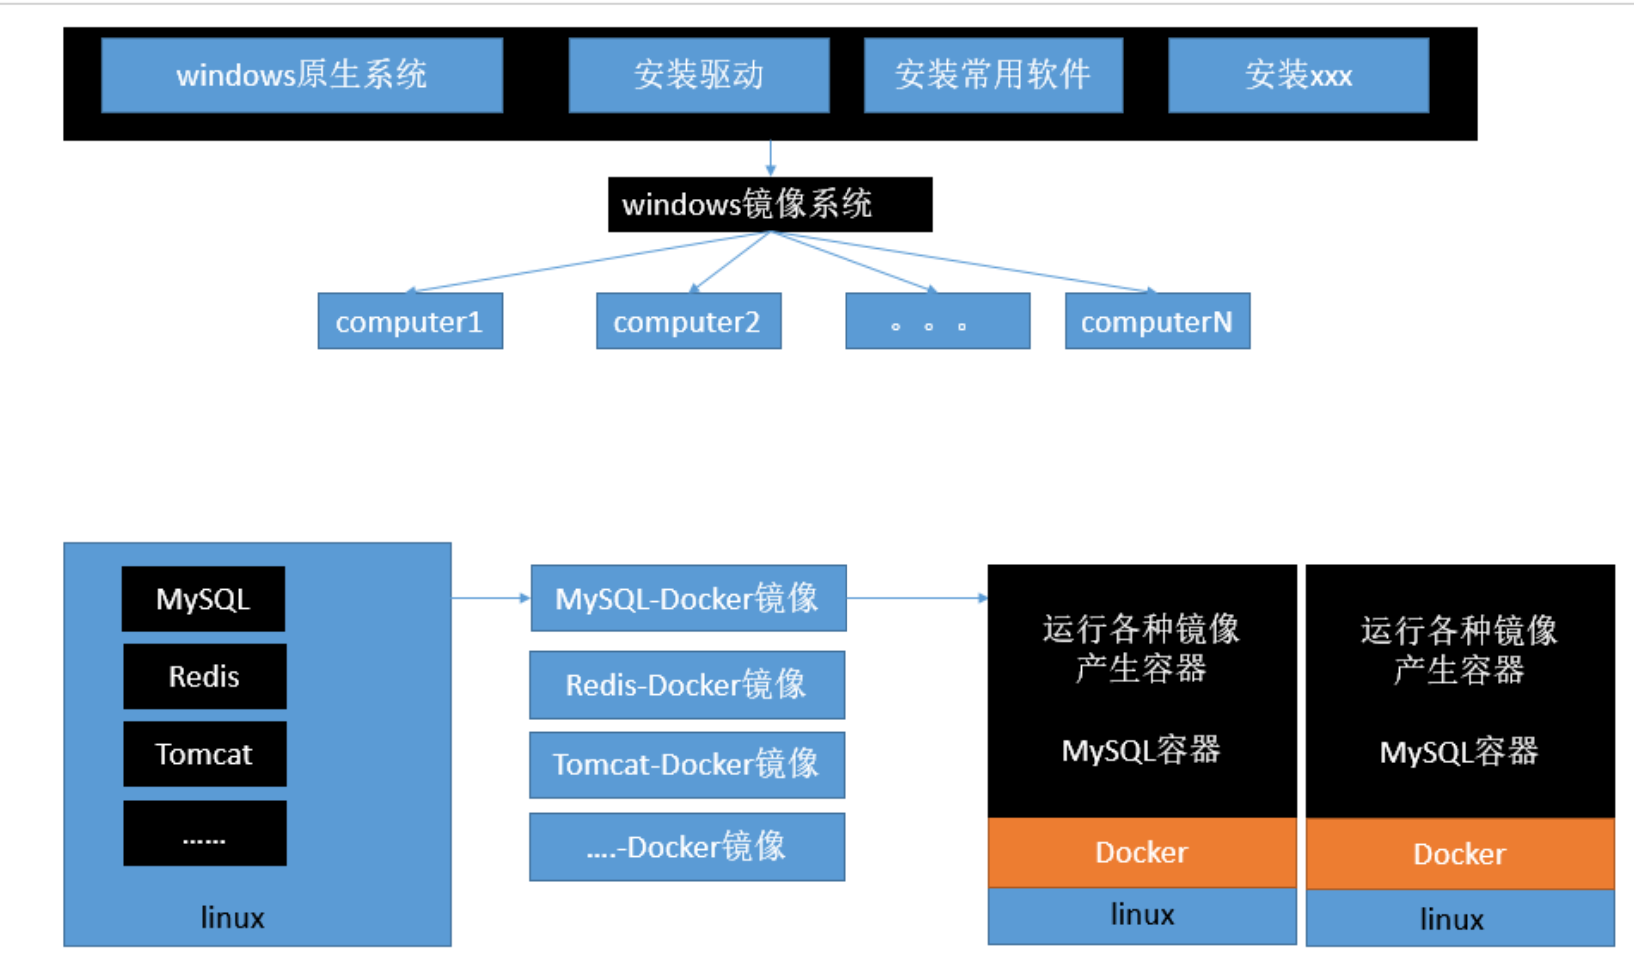 windows原生系统
安装驱动
安装常用软件
安装xxx
windows镜像系统
computer1
computer2
。。。
computerN
MySQL
Redis
Tomcat
......
linux
MySQL-Docker镜像
Redis-Docker镜像
Tomcat-Docker镜像
....-Docker镜像
运行各种镜像
产生容器
MySQL容器
Docker
linux
运行各种镜像
产生容器
MySQL容器
Docker
linux